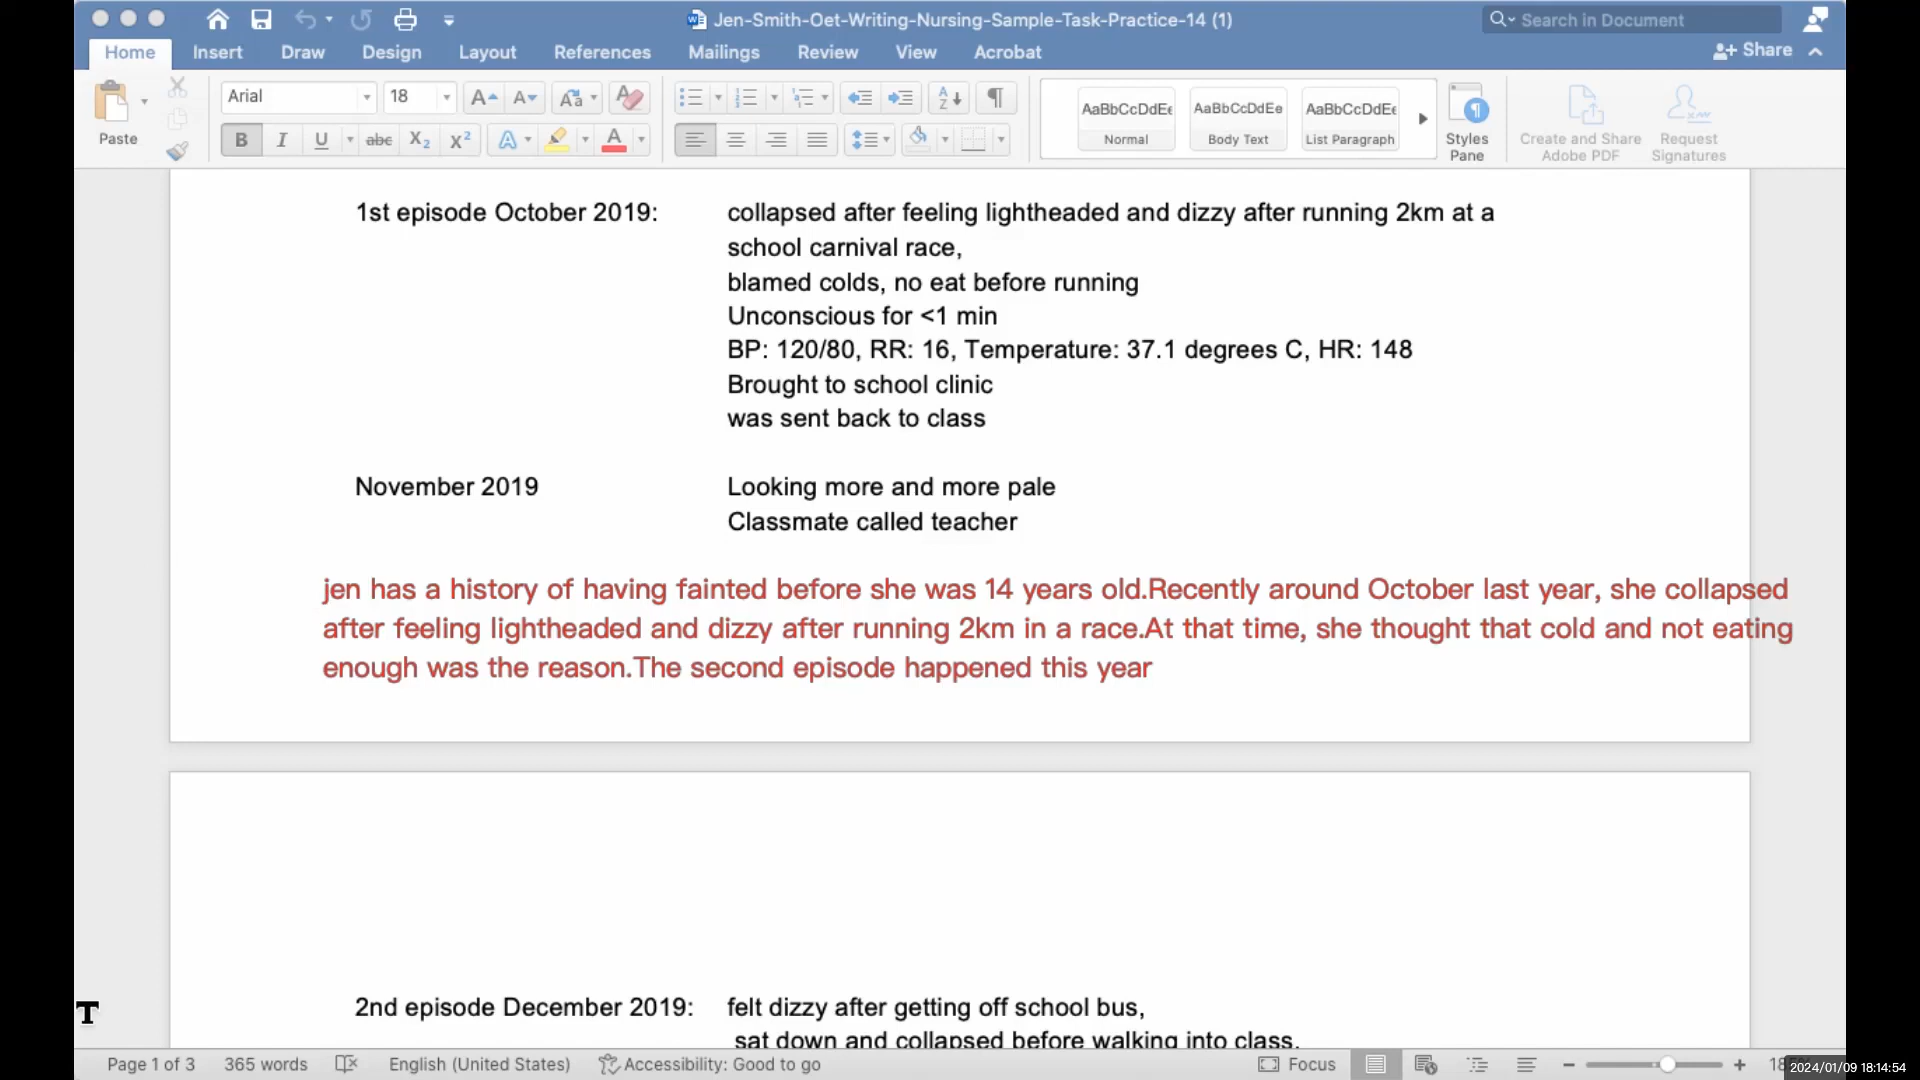 Jen-Smith-Oet-Writing-Nursing-Sample-Task-Practice-14 (1)
Search in Document
Home Insert Draw Design Layout References Mailings Review View Acrobat Share
Paste
Arial 18
AaBbCcDdEe AaBbCcDdEe AaBbCcDdEe
Normal Body Text List Paragraph
Styles Pane
Create and Share Adobe PDF
Request Signatures
1st episode October 2019: collapsed after feeling lightheaded and dizzy after running 2km at a
school carnival race,
blamed colds, no eat before running
Unconscious for <1 min
BP: 120/80, RR: 16, Temperature: 37.1 degrees C, HR: 148
Brought to school clinic
was sent back to class
November 2019 Looking more and more pale
Classmate called teacher
jen has a history of having fainted before she was 14 years old.Recently around October last year, she collapsed
after feeling lightheaded and dizzy after running 2km in a race.At that time, she thought that cold and not eating
enough was the reason.The second episode happened this year
2nd episode December 2019: felt dizzy after getting off school bus,
sat down and collapsed before walking into class.
Page 1 of 3 365 words English (United States) Accessibility: Good to go Focus
2024/01/09 18:14:54